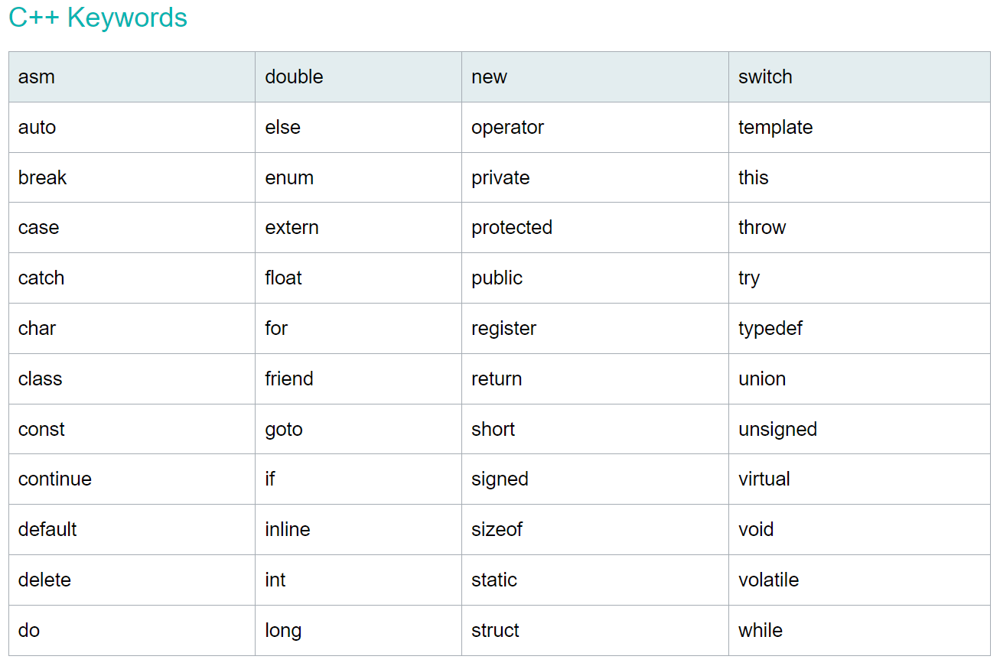 C++ Keywords
asm double new switch
auto else operator template
break enum private this
case extern protected throw
catch float public try
char for register typedef
class friend return union
const goto short unsigned
continue if signed virtual
default inline sizeof void
delete int static volatile
do long struct while